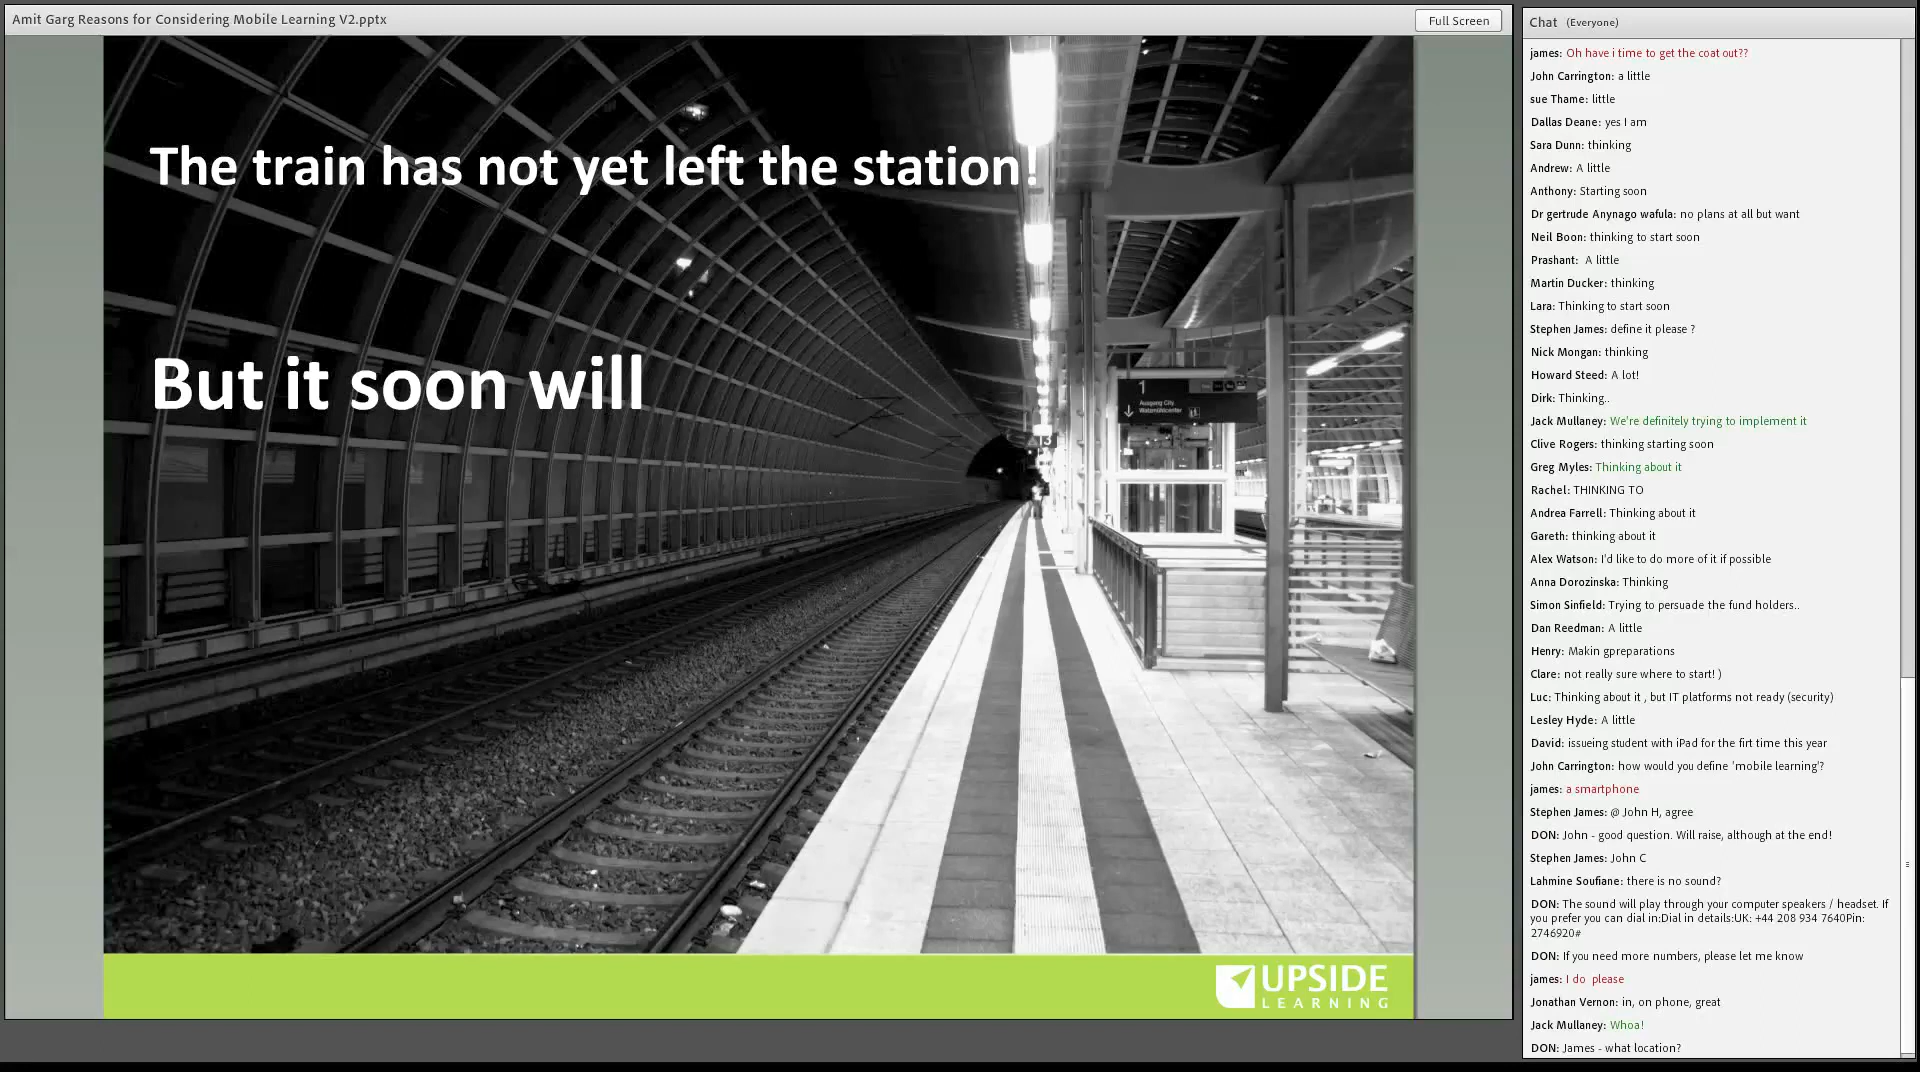 Amit Garg Reasons for Considering Mobile Learning V2.pptx
Full Screen
The train has not yet left the station!
But it soon will
1
Ausgang City
13
UPSIDE
LEARNING
Chat (Everyone)
james: Oh have i time to get the coat out??
John Carrington: a little
sue Thame: little
Dallas Deane: yes I am
Sara Dunn: thinking
Andrew: A little
Anthony: Starting soon
Dr gertrude Anynago wafula: no plans at all but want
Neil Boon: thinking to start soon
Prashant: A little
Martin Ducker: thinking
Lara: Thinking to start soon
Stephen James: define it please ?
Nick Mongan: thinking
Howard Steed: A lot!
Dirk: Thinking..
Jack Mullaney: We're definitely trying to implement it
Clive Rogers: thinking starting soon
Greg Myles: Thinking about it
Rachel: THINKING TO
Andrea Farrell: Thinking about it
Gareth: thinking about it
Alex Watson: I'd like to do more of it if possible
Anna Dorozinska: Thinking
Simon Sinfield: Trying to persuade the fund holders..
Dan Reedman: A little
Henry: Makin gpreparations
Clare: not really sure where to start! )
Luc: Thinking about it , but IT platforms not ready (security)
Lesley Hyde: A little
David: issueing student with iPad for the firt time this year
John Carrington: how would you define 'mobile learning'?
james: a smartphone
Stephen James: @ John H, agree
DON: John - good question. Will raise, although at the end!
Stephen James: John C
Lahmine Soufiane: there is no sound?
DON: The sound will play through your computer speakers / headset. If
you prefer you can dial in:Dial in details:UK: +44 208 934 7640Pin:
2746920#
DON: If you need more numbers, please let me know
james: I do please
Jonathan Vernon: in, on phone, great
Jack Mullaney: Whoa!
DON: James - what location?